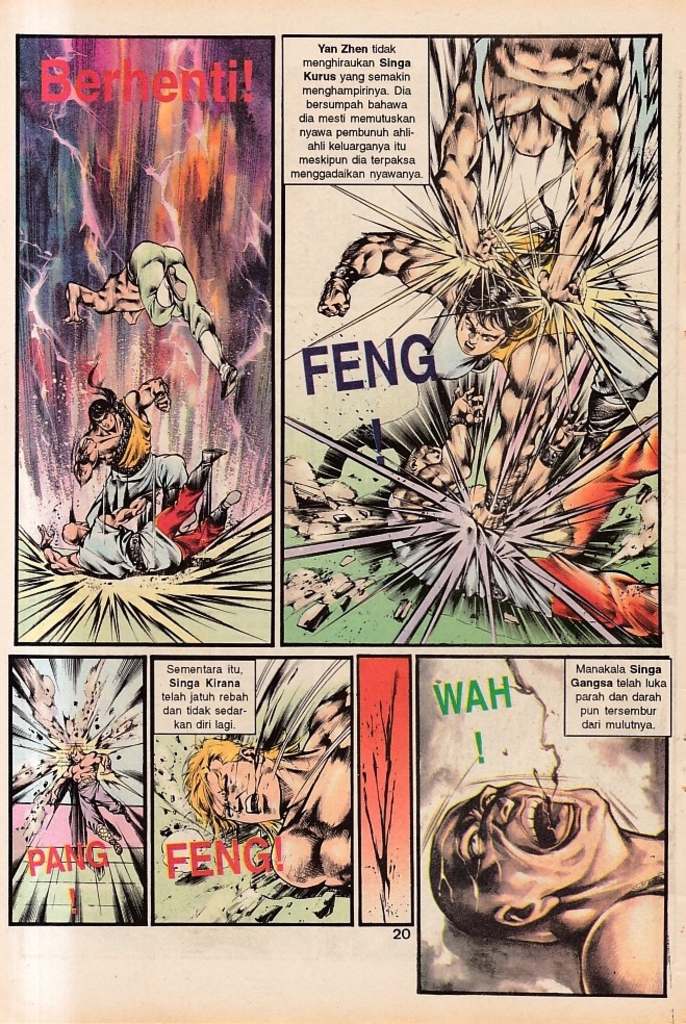 Berhenti!
Yan Zhen tidak
menghiraukan Singa
Kurus yang semakin
menghampirinya. Dia
bersumpah bahawa
dia mesti memutuskan
nyawa pembunuh ahli-
ahli keluarganya itu
meskipun dia terpaksa
menggadaikan nyawanya.
FENG
!
PANG
!
Sementara itu,
Singa Kirana
telah jatuh rebah
dan tidak sedar-
kan diri lagi.
FENG!
WAH
!
Manakala Singa
Gangsa telah luka
parah dan darah
pun tersembur
dari mulutnya.
20